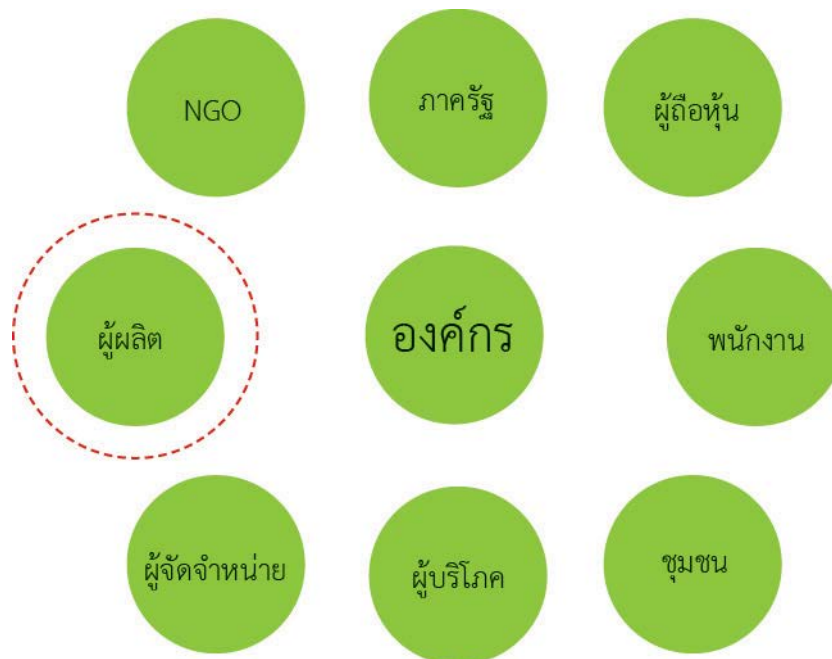 NGO
ภาครัฐ
ผู้ถือหุ้น
ผู้ผลิต
องค์กร
พนักงาน
ผู้จัดจำหน่าย
ผู้บริโภค
ชุมชน